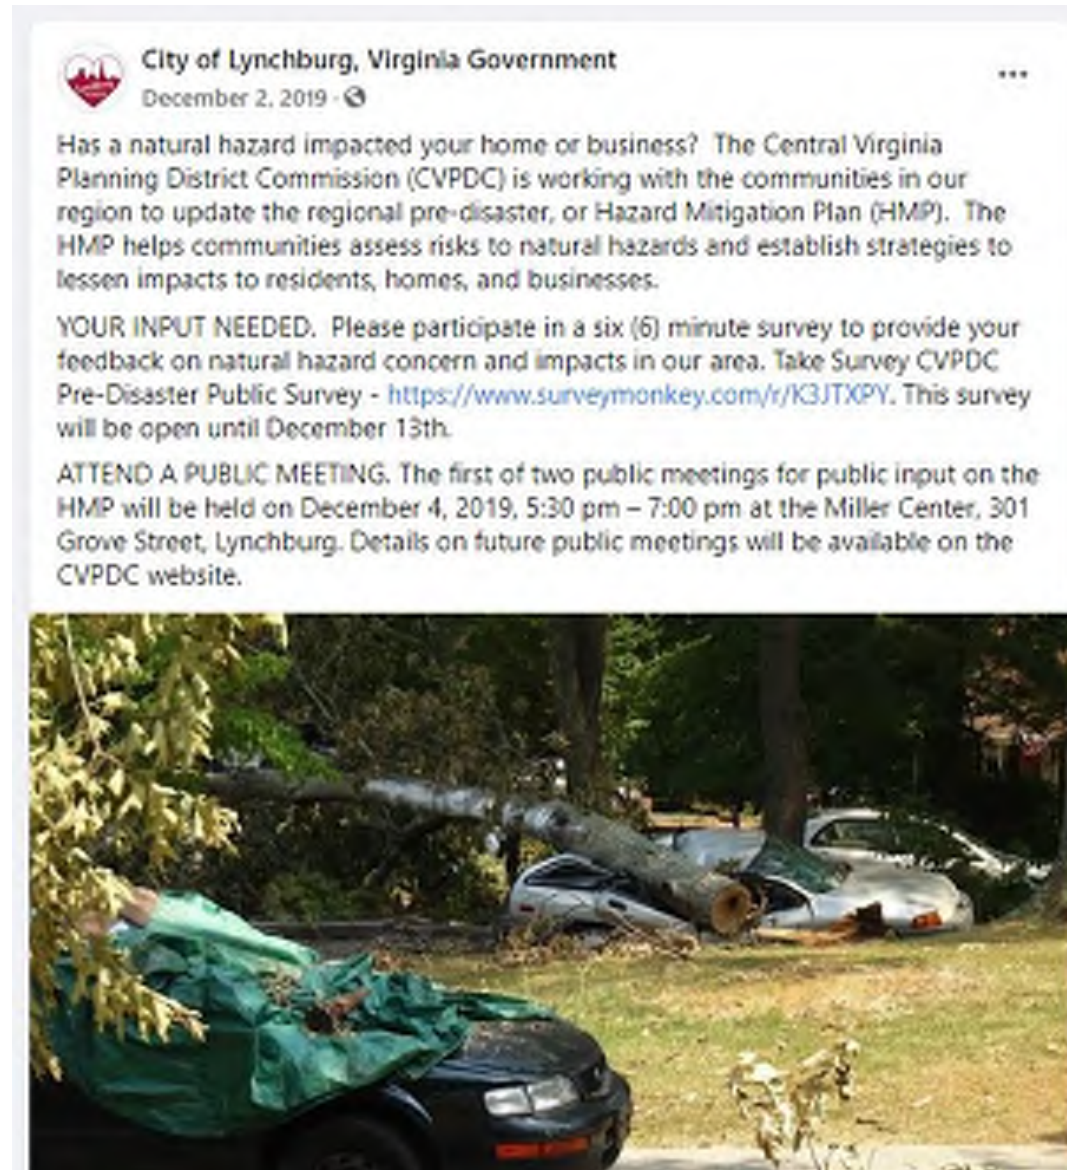 City of Lynchburg, Virginia Government
December 2, 2019 ·
Has a natural hazard impacted your home or business?  The Central Virginia
Planning District Commission (CVPDC) is working with the communities in our
region to update the regional pre-disaster, or Hazard Mitigation Plan (HMP).  The
HMP helps communities assess risks to natural hazards and establish strategies to
lessen impacts to residents, homes, and businesses.
YOUR INPUT NEEDED.  Please participate in a six (6) minute survey to provide your
feedback on natural hazard concern and impacts in our area. Take Survey CVPDC
Pre-Disaster Public Survey - https://www.surveymonkey.com/r/K3JTXPY. This survey
will be open until December 13th.
ATTEND A PUBLIC MEETING. The first of two public meetings for public input on the
HMP will be held on December 4, 2019, 5:30 pm – 7:00 pm at the Miller Center, 301
Grove Street, Lynchburg. Details on future public meetings will be available on the
CVPDC website.